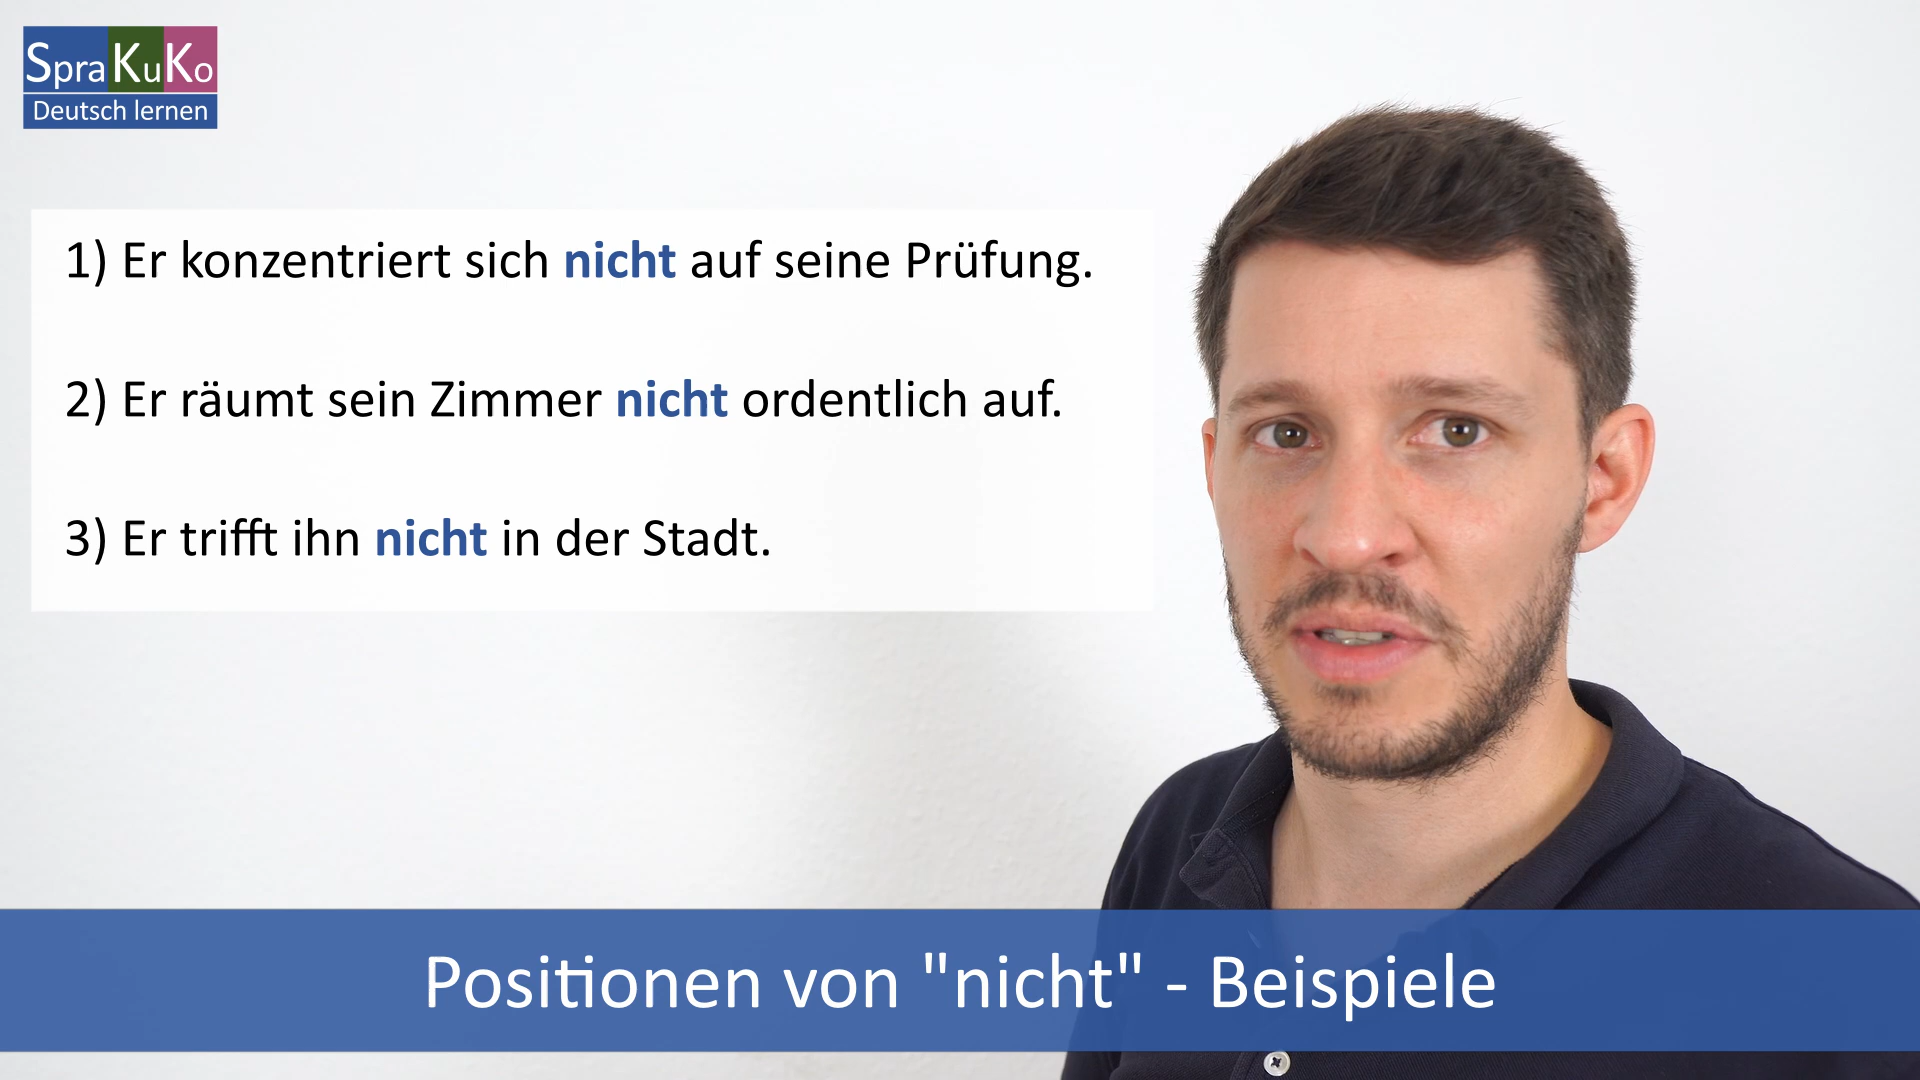 SpraKuKo
Deutsch lernen
1) Er konzentriert sich nicht auf seine Prüfung.
2) Er räumt sein Zimmer nicht ordentlich auf.
3) Er trifft ihn nicht in der Stadt.
Positionen von "nicht" - Beispiele